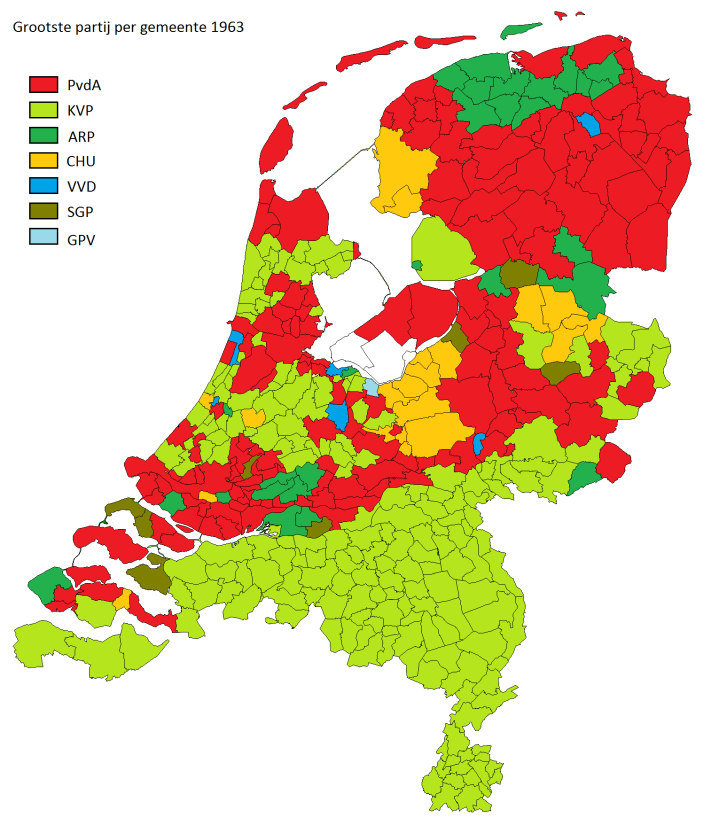 Grootste partij per gemeente 1963
PvdA
KVP
ARP
CHU
VVD
SGP
GPV